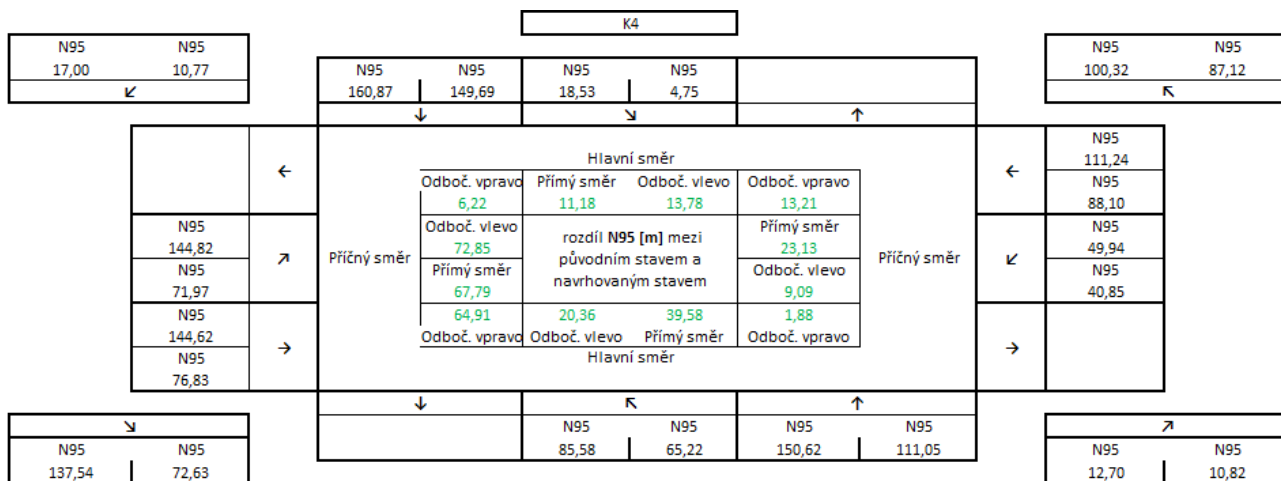 K4
N95 N95
17,00 10,77
↙
N95 N95 N95 N95
160,87 149,69 18,53 4,75
↓ ↘ ↑
N95 N95
100,32 87,12
↖
←
N95
144,82
↗
N95
71,97
N95
144,62
→
N95
76,83
Příčný směr
Hlavní směr
Odboč. vpravo Přímý směr Odboč. vlevo Odboč. vpravo
6,22 11,18 13,78 13,21
Odboč. vlevo
72,85
Přímý směr
67,79
rozdíl N95 [m] mezi
původním stavem a
navrhovaným stavem
Přímý směr
23,13
Odboč. vlevo
9,09
64,91 20,36 39,58 1,88
Odboč. vpravo Odboč. vlevo Přímý směr Odboč. vpravo
Hlavní směr
Příčný směr
←
N95
111,24
N95
88,10
↙
N95
49,94
N95
40,85
→
↓ ↖ ↑
N95 N95 N95 N95
85,58 65,22 150,62 111,05
↘
N95 N95
137,54 72,63
↗
N95 N95
12,70 10,82